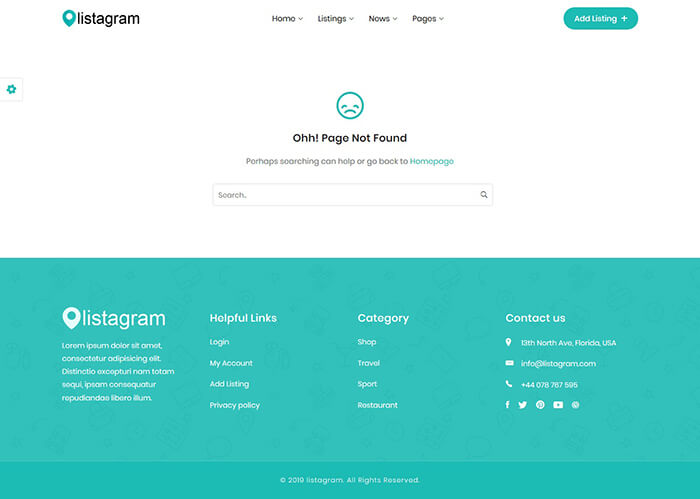 listagram
Home Listings News Pages
Add Listing +
Ohh! Page Not Found
Perhaps searching can help or go back to Homepage
Search..
listagram
Lorem ipsum dolor sit amet,
consectetur adipisicing elit.
Distinctio excepturi nam totam
sequi, ipsam consequatur
repudiandae libero illum.
Helpful Links
Login
My Account
Add Listing
Privacy policy
Category
Shop
Travel
Sport
Restaurant
Contact us
13th North Ave, Florida, USA
info@listagram.com
+44 078 767 595
© 2019 listagram. All Rights Reserved.